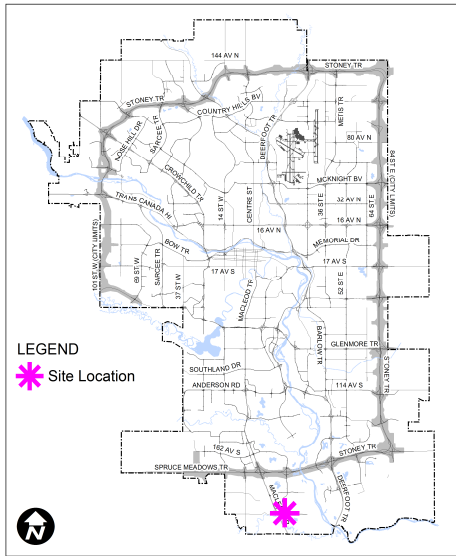 144 AV N
STONEY TR
STONEY TR
COUNTRY HILLS BV
METIS TR
NOSE HILL DR
SARCEE TR
DEERFOOT TR
80 AV N
CROWCHILD TR
MCKNIGHT BV
84 ST E (CITY LIMITS)
TRANS CANADA HI
14 ST W
CENTRE ST
36 ST E
32 AV N
64 ST E
16 AV N
16 AV N
101 ST W (CITY LIMITS)
BOW TR
MEMORIAL DR
69 ST W
SARCEE TR
37 ST W
17 AV S
17 AV S
MACLEOD TR
52 ST E
BARLOW TR
GLENMORE TR
LEGEND
Site Location
SOUTHLAND DR
ANDERSON RD
114 AV S
STONEY TR
162 AV S
STONEY TR
SPRUCE MEADOWS TR
DEERFOOT TR
N